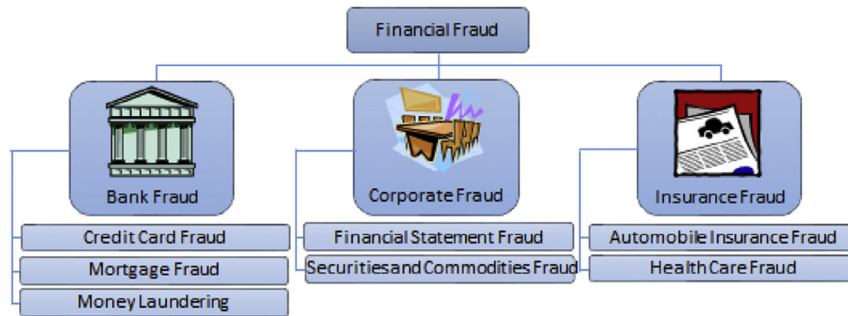 Financial Fraud
Bank Fraud
Corporate Fraud
Insurance Fraud
Credit Card Fraud
Financial Statement Fraud
Automobile Insurance Fraud
Mortgage Fraud
Securities and Commodities Fraud
Health Care Fraud
Money Laundering